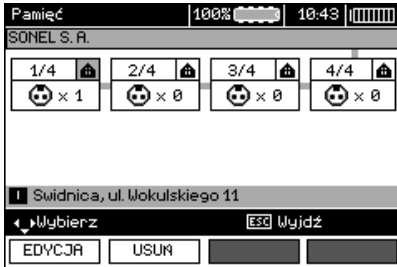 Pamięć 100% 10:43
SONEL S. A.
1/4 2/4 3/4 4/4
x 1 x 0 x 0 x 0
I Swidnica, ul. Wokulskiego 11
Wybierz ESC Wyjdź
EDYCJA USUŃ